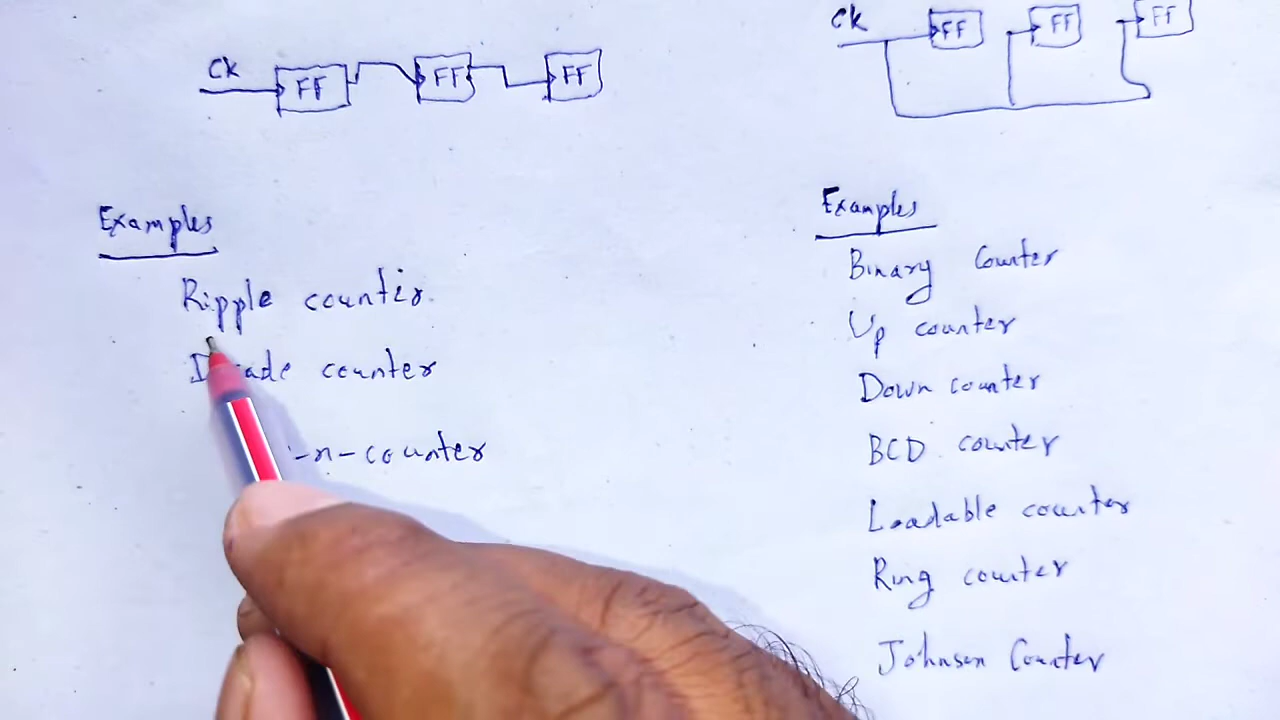 CK FF FF FF
CK FF FF FF
Examples
Ripple counter.
counter
-n-counter
Examples
Binary Counter
Up counter
Down counter
BCD counter
Loadable counter
Ring counter
Johnson Counter